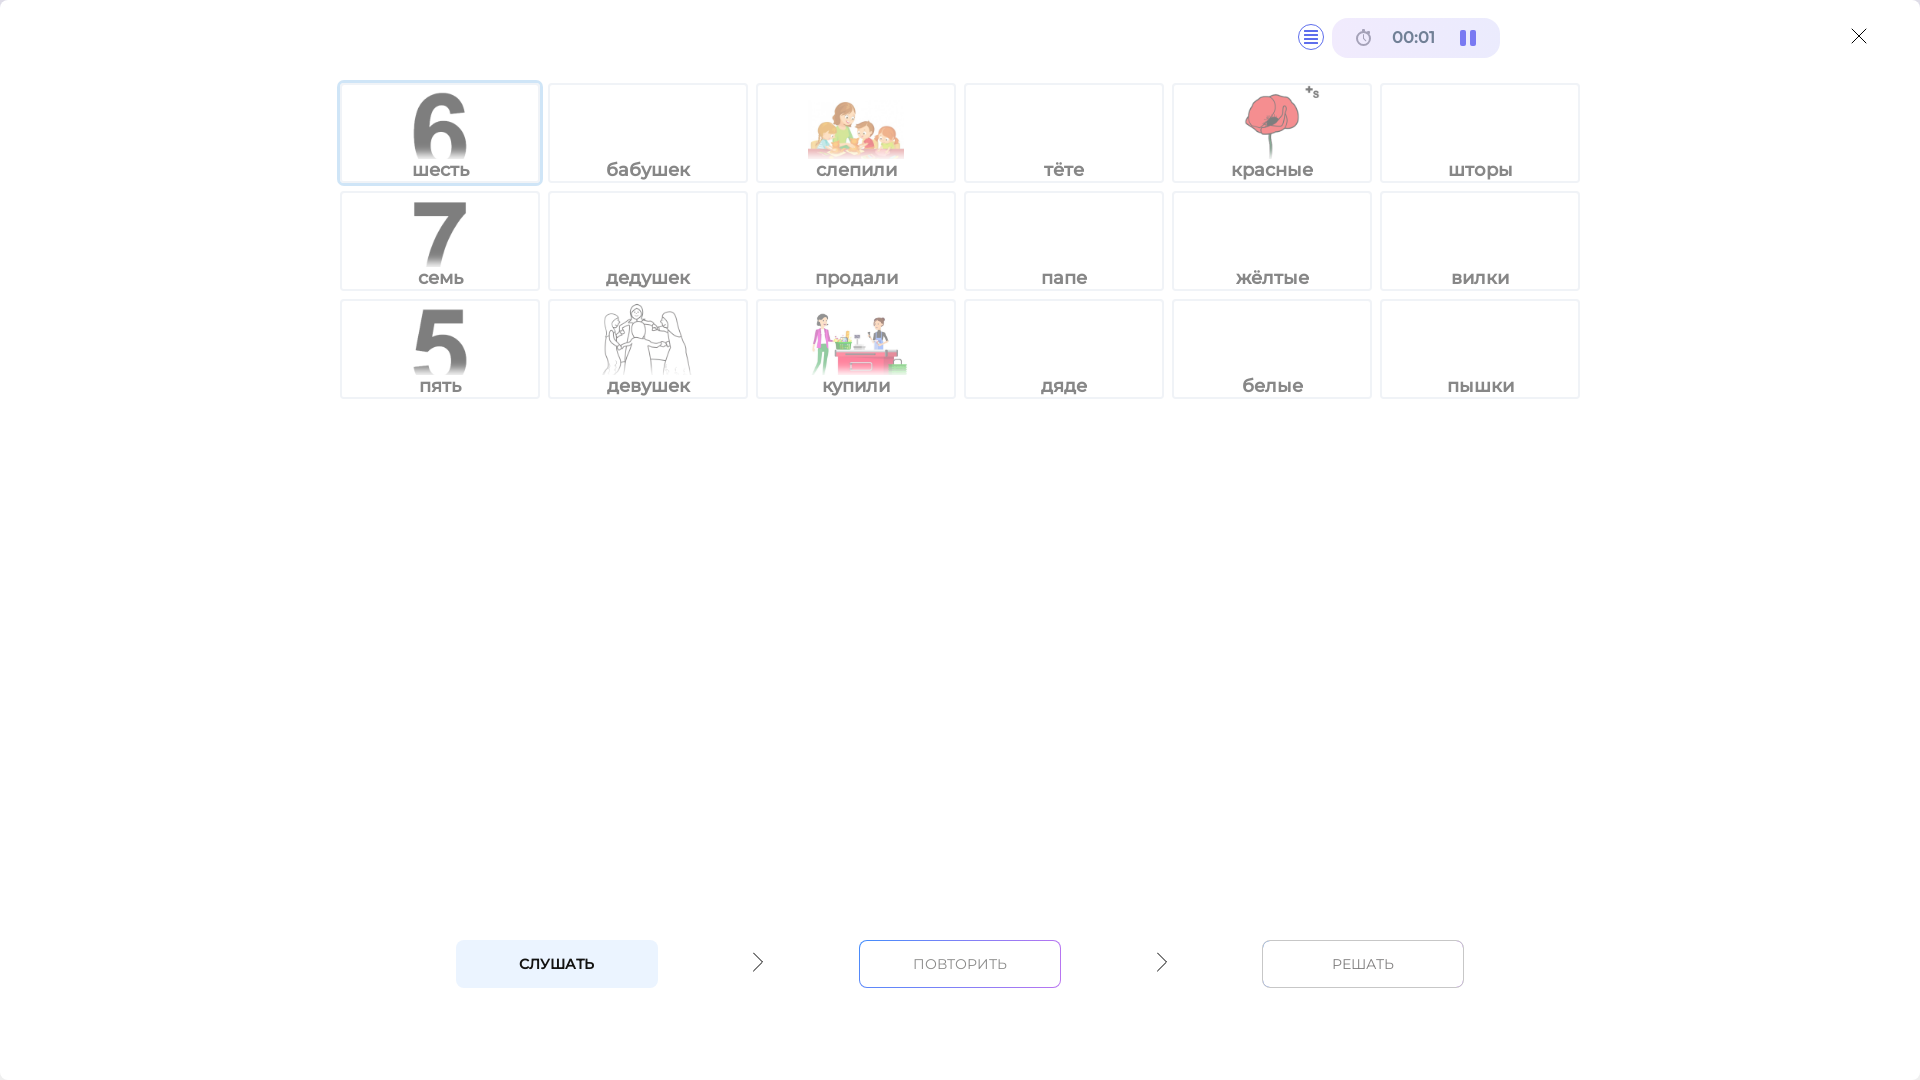 00:01
6 +s
шесть бабушек слепили тёте красные шторы
7
семь дедушек продали папе жёлтые вилки
5
пять девушек купили дяде белые пышки
СЛУШАТЬ ПОВТОРИТЬ РЕШАТЬ